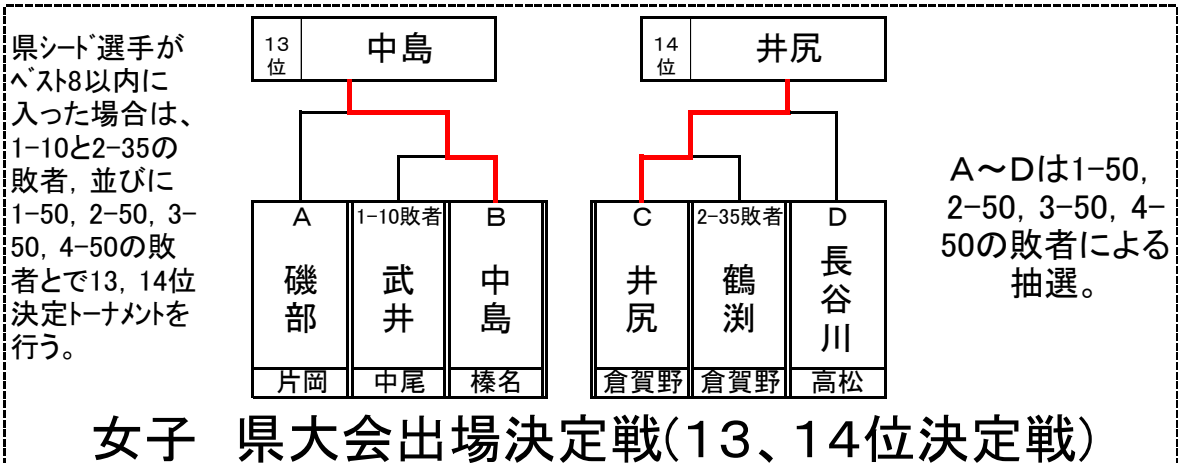 県シード選手が
ベスト8以内に
入った場合は、
1-10と2-35の
敗者, 並びに
1-50, 2-50, 3-
50, 4-50の敗
者とで13, 14位
決定トーナメントを
行う。
13位
中島
14位
井尻
A
1-10敗者
B
磯部
武井
中島
片岡
中尾
榛名
C
2-35敗者
D
井尻
鶴渕
長谷川
倉賀野
倉賀野
高松
A～Dは1-50,
2-50, 3-50, 4-
50の敗者による
抽選。
女子　県大会出場決定戦(13、14位決定戦)